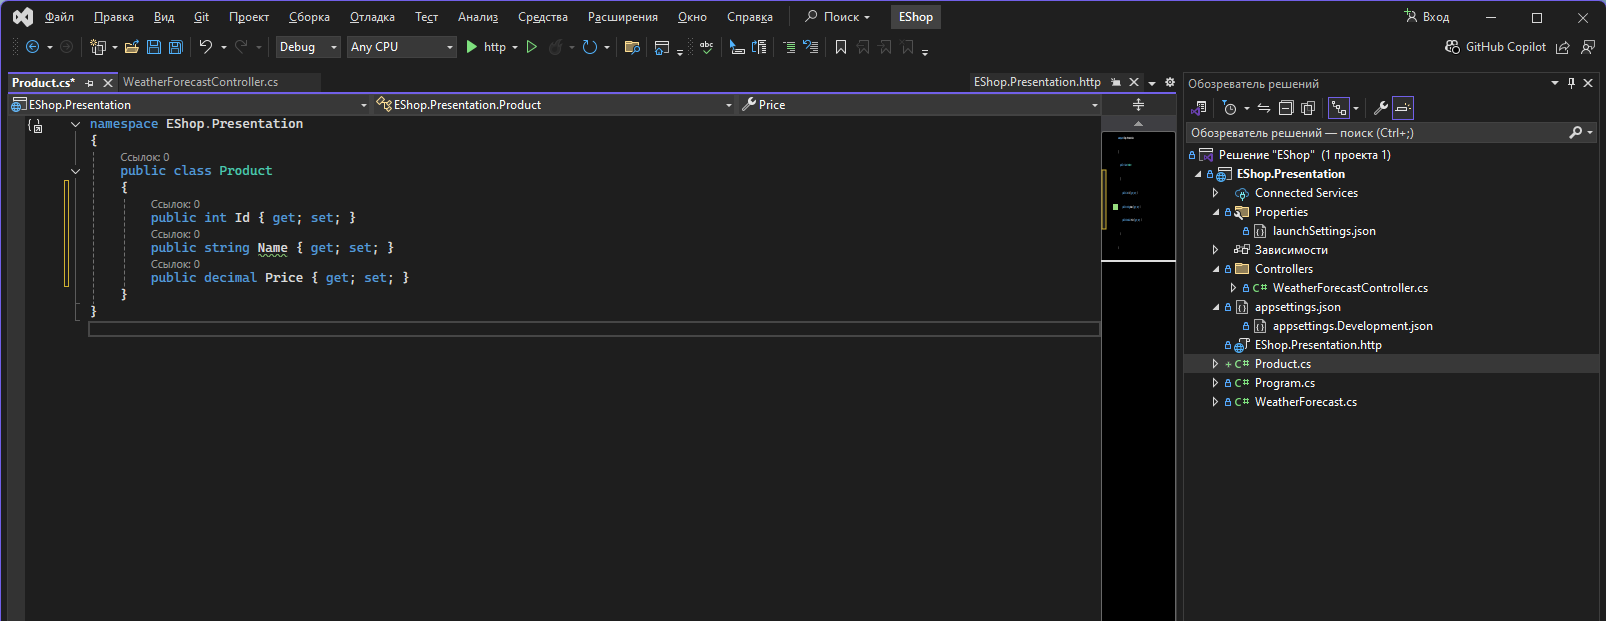 Файл Правка Вид Git Проект Сборка Отладка Тест Анализ Средства Расширения Окно Справка Поиск EShop Вход
Debug Any CPU http abc GitHub Copilot
Product.cs* WeatherForecastController.cs EShop.Presentation.http
EShop.Presentation EShop.Presentation.Product Price
namespace EShop.Presentation
{
Ссылок: 0
public class Product
{
Ссылок: 0
public int Id { get; set; }
Ссылок: 0
public string Name { get; set; }
Ссылок: 0
public decimal Price { get; set; }
}
}
Обозреватель решений
Обозреватель решений — поиск (Ctrl+;)
Решение "EShop" (1 проекта 1)
EShop.Presentation
Connected Services
Properties
launchSettings.json
Зависимости
Controllers
C# WeatherForecastController.cs
appsettings.json
appsettings.Development.json
EShop.Presentation.http
+ C# Product.cs
C# Program.cs
C# WeatherForecast.cs